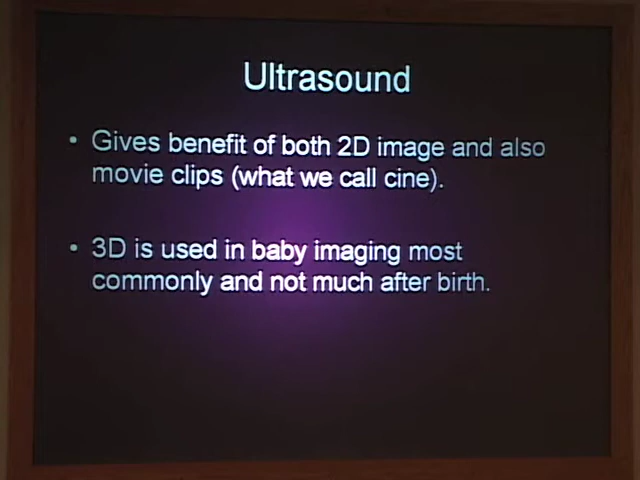 Ultrasound
• Gives benefit of both 2D image and also
movie clips (what we call cine).
• 3D is used in baby imaging most
commonly and not much after birth.